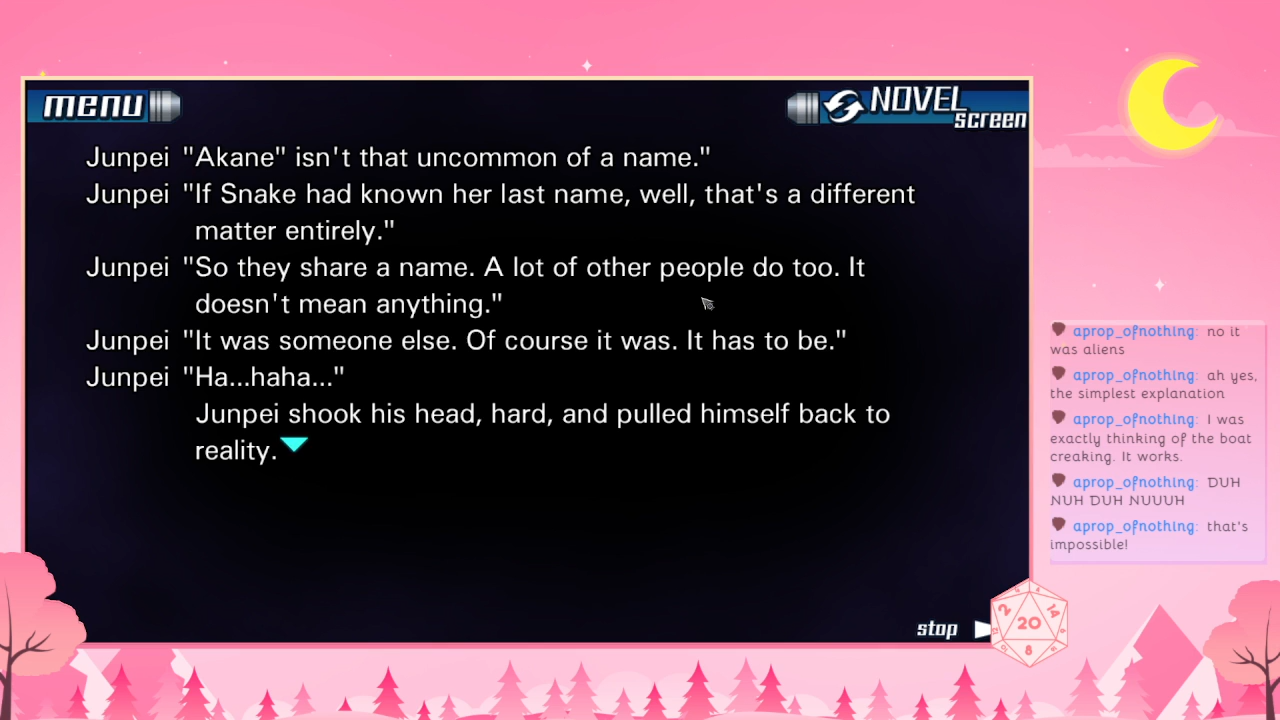 menu
NOVEL
screen
Junpei "Akane" isn't that uncommon of a name."
Junpei "If Snake had known her last name, well, that's a different
matter entirely."
Junpei "So they share a name. A lot of other people do too. It
doesn't mean anything."
Junpei "It was someone else. Of course it was. It has to be."
Junpei "Ha...haha..."
Junpei shook his head, hard, and pulled himself back to
reality.
stop
aprop_ofnothing: no it
was aliens
aprop_ofnothing: ah yes,
the simplest explanation
aprop_ofnothing: I was
exactly thinking of the boat
creaking. It works.
aprop_ofnothing: DUH
NUH DUH NUUUH
aprop_ofnothing: that's
impossible!
2
14
20
8